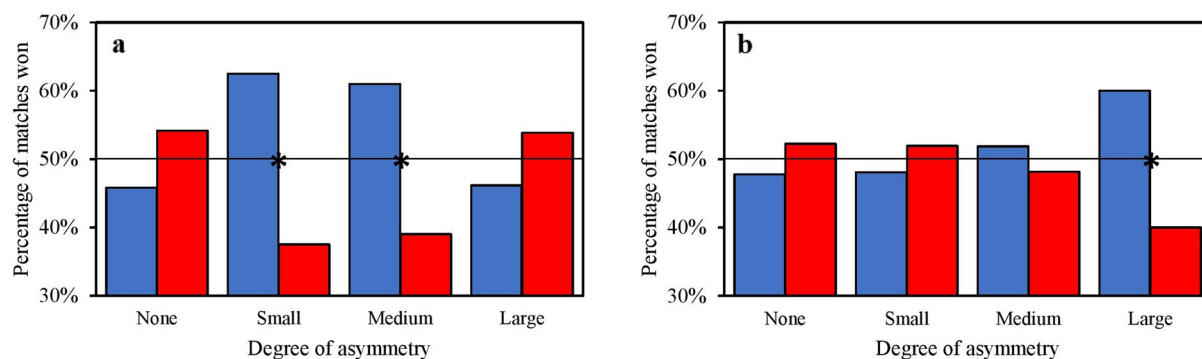 a
Percentage of matches won
70%
60%
50%
40%
30%
*
*
None Small Medium Large
Degree of asymmetry
b
Percentage of matches won
70%
60%
50%
40%
30%
*
None Small Medium Large
Degree of asymmetry